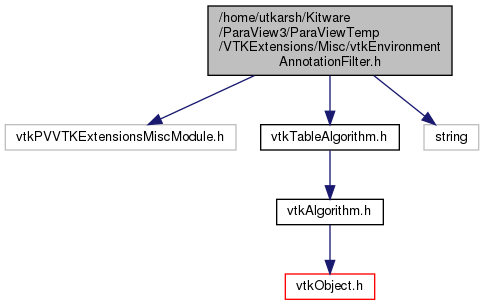 /home/utkarsh/Kitware
/ParaView3/ParaViewTemp
/VTKExtensions/Misc/vtkEnvironment
AnnotationFilter.h
vtkPVVTKExtensionsMiscModule.h
vtkTableAlgorithm.h
string
vtkAlgorithm.h
vtkObject.h